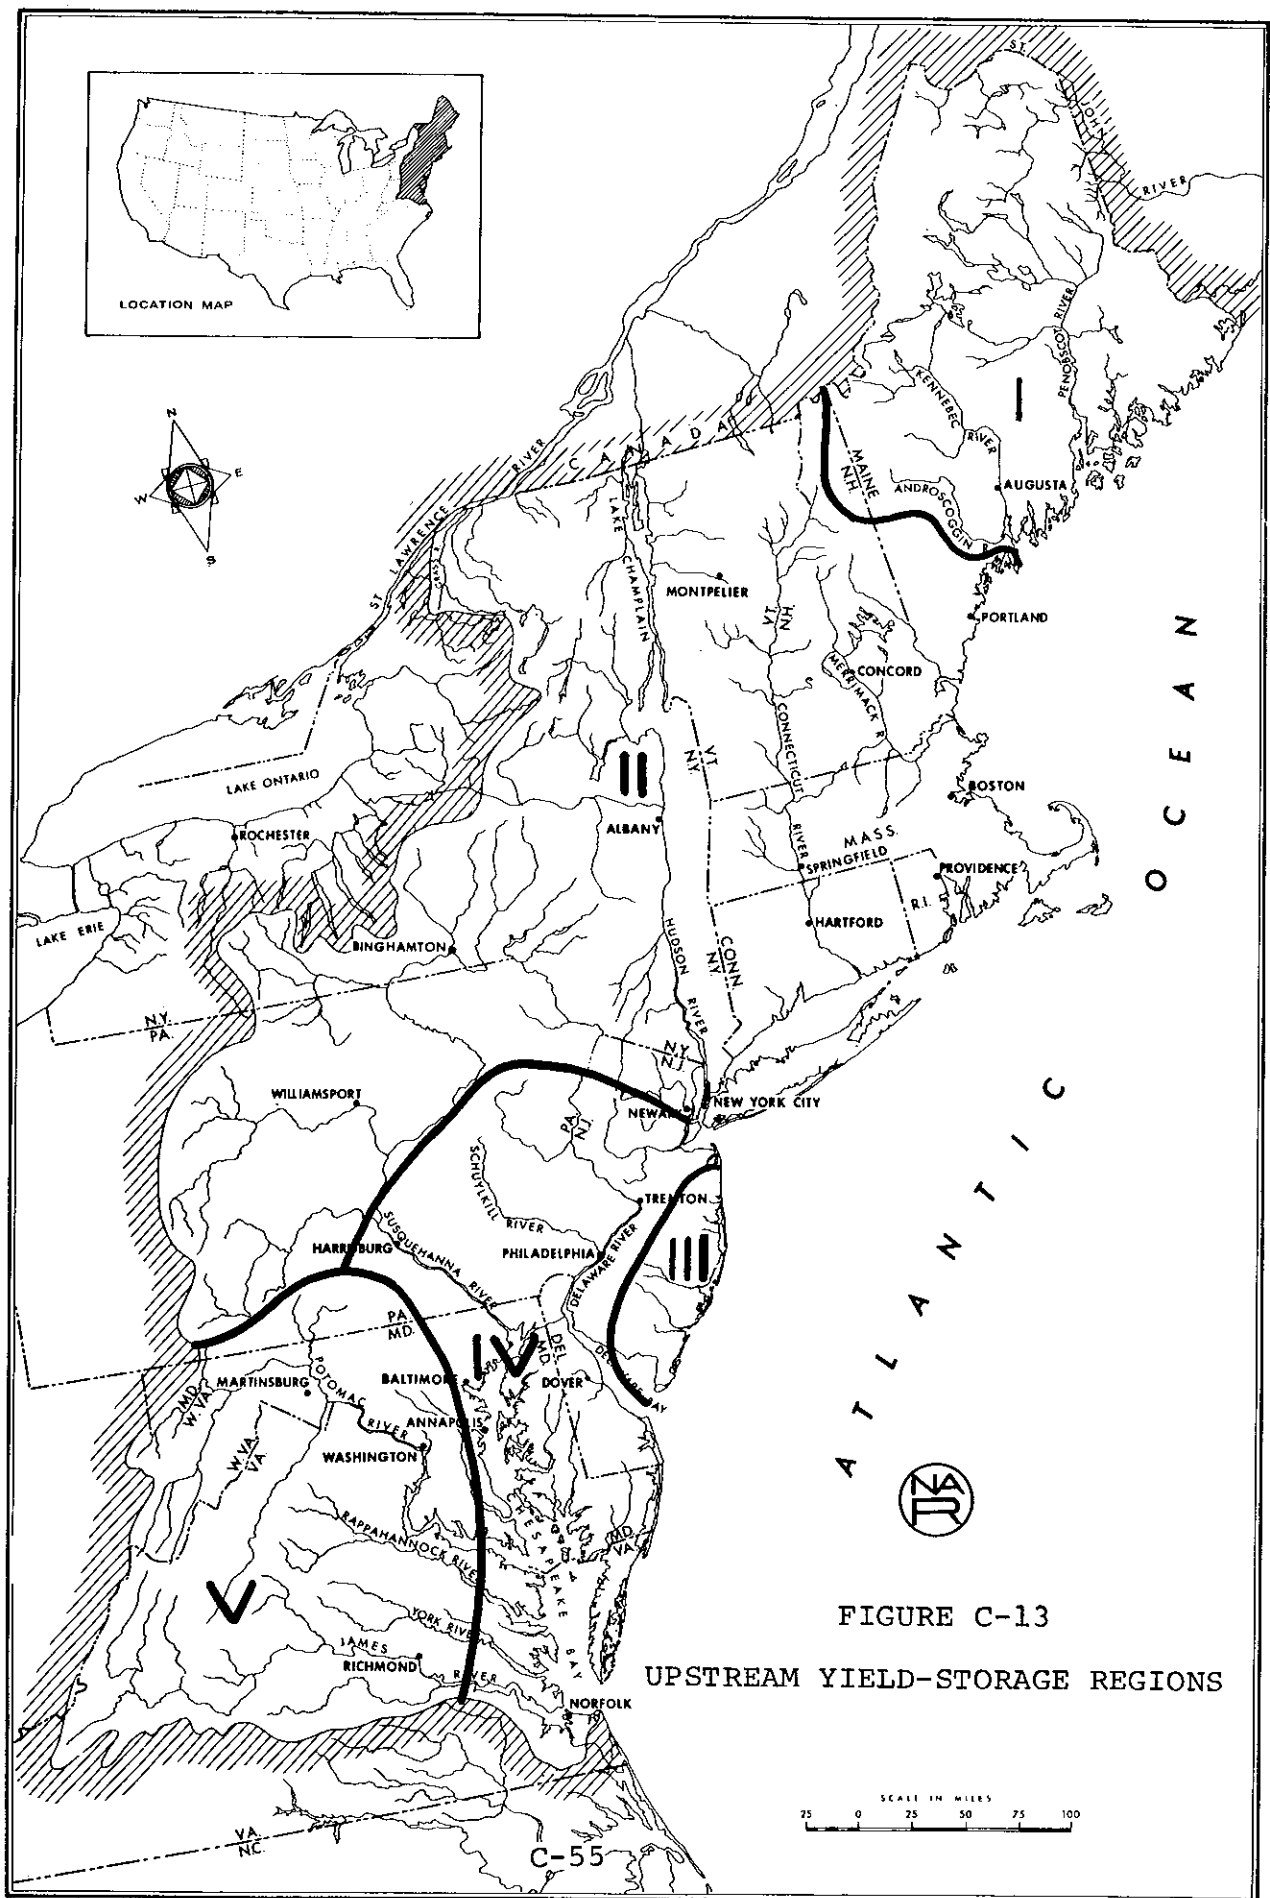 LOCATION MAP
N
E
W
S
ST.
JOHN
RIVER
PENOBSCOT RIVER
KENNEBEC
RIVER
I
AUGUSTA
MAINE
N.H.
ANDROSCOGGIN
CANADA
RIVER
LAWRENCE
ST.
GRASS R
LAKE
CHAMPLAIN
MONTPELIER
VT.
N.H.
PORTLAND
CONCORD
MERRIMACK R
CONNECTICUT
RIVER
II
VT.
N.Y.
LAKE ONTARIO
ROCHESTER
ALBANY
BOSTON
MASS.
SPRINGFIELD
PROVIDENCE
R.I.
HARTFORD
LAKE ERIE
BINGHAMTON
HUDSON
RIVER
CONN.
N.Y.
N.Y.
PA.
N.Y.
N.J.
WILLIAMSPORT
NEWARK
NEW YORK CITY
PA.
N.J.
SCHUYLKILL
RIVER
TRENTON
HARRISBURG
SUSQUEHANNA RIVER
PHILADELPHIA
DELAWARE RIVER
III
PA.
MD.
IV
DEL.
MD.
DELAWARE BAY
MARTINSBURG
POTOMAC
RIVER
BALTIMORE
DOVER
MD.
W.VA.
ANNAPOLIS
W.VA.
VA.
WASHINGTON
RAPPAHANNOCK RIVER
CHESAPEAKE BAY
MD.
VA.
V
YORK RIVER
JAMES
RIVER
RICHMOND
NORFOLK
VA.
N.C.
ATLANTIC OCEAN
NAR
FIGURE C-13
UPSTREAM YIELD-STORAGE REGIONS
SCALE IN MILES
25 0 25 50 75 100
C-55